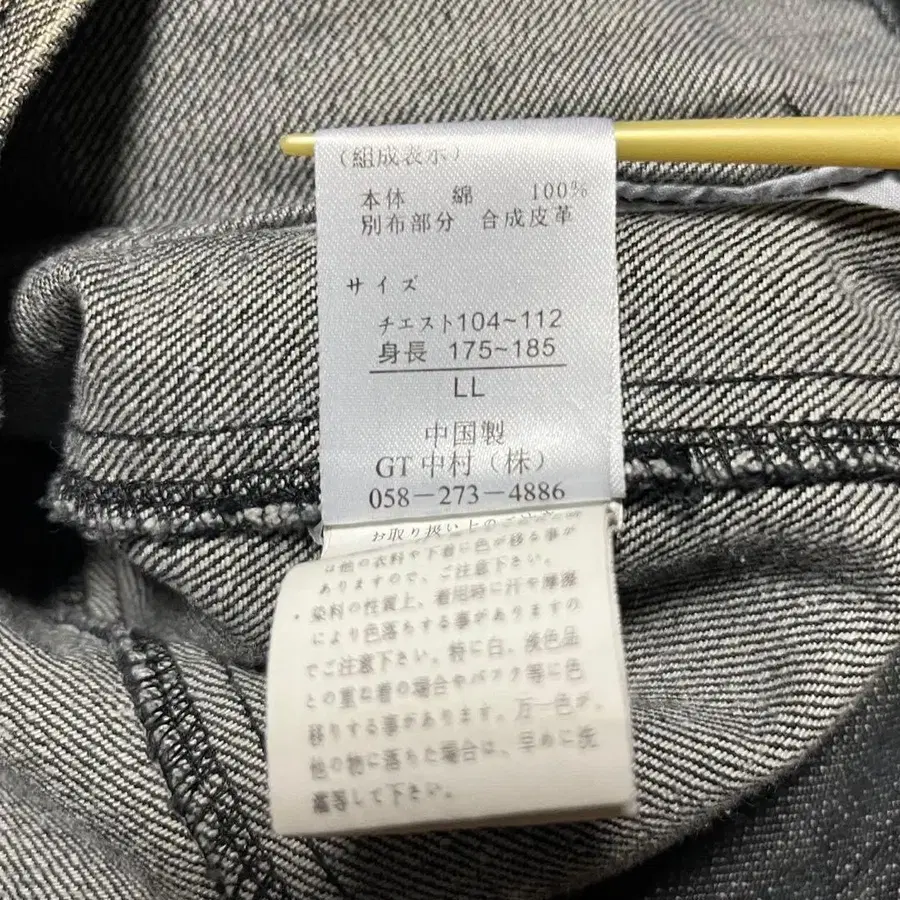 (組成表示)
本体 綿 100%
別布部分 合成皮革
サイズ
チエスト104~112
身長 175~185
LL
中国製
GT 中村(株)
058-273-4886
お取り扱い上のご注意
は他の衣料や下着に色が移る事が
ありますので、ご注意下さい。
・染料の性質上、着用時に汗や摩擦
により色落ちする事がありますの
でご注意下さい。特に白、淡色品
との重ね着の場合やバック等に色
移りする事があります。万一色が、
他の物に落ちた場合は、早めに洗
濯等して下さい。